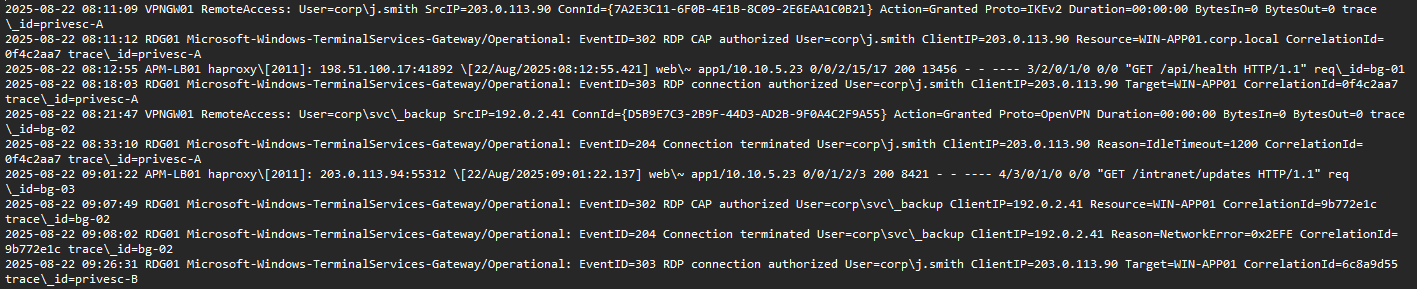 2025-08-22 08:11:09 VPNGW01 RemoteAccess: User=corp\j.smith SrcIP=203.0.113.90 ConnId={7A2E3C11-6F0B-4E1B-8C09-2E6EAA1C0B21} Action=Granted Proto=IKEv2 Duration=00:00:00 BytesIn=0 BytesOut=0 trace
\_id=privesc-A
2025-08-22 08:11:12 RDG01 Microsoft-Windows-TerminalServices-Gateway/Operational: EventID=302 RDP CAP authorized User=corp\j.smith ClientIP=203.0.113.90 Resource=WIN-APP01.corp.local CorrelationId=
0f4c2aa7 trace\_id=privesc-A
2025-08-22 08:12:55 APM-LB01 haproxy\[2011]: 198.51.100.17:41892 \[22/Aug/2025:08:12:55.421] web\~ app1/10.10.5.23 0/0/2/15/17 200 13456 - - ---- 3/2/0/1/0 0/0 "GET /api/health HTTP/1.1" req\_id=bg-01
2025-08-22 08:18:03 RDG01 Microsoft-Windows-TerminalServices-Gateway/Operational: EventID=303 RDP connection authorized User=corp\j.smith ClientIP=203.0.113.90 Target=WIN-APP01 CorrelationId=0f4c2aa7
trace\_id=privesc-A
2025-08-22 08:21:47 VPNGW01 RemoteAccess: User=corp\svc\_backup SrcIP=192.0.2.41 ConnId={D5B9E7C3-2B9F-44D3-AD2B-9F0A4C2F9A55} Action=Granted Proto=OpenVPN Duration=00:00:00 BytesIn=0 BytesOut=0 trace
\_id=bg-02
2025-08-22 08:33:10 RDG01 Microsoft-Windows-TerminalServices-Gateway/Operational: EventID=204 Connection terminated User=corp\j.smith ClientIP=203.0.113.90 Reason=IdleTimeout=1200 CorrelationId=
0f4c2aa7 trace\_id=privesc-A
2025-08-22 09:01:22 APM-LB01 haproxy\[2011]: 203.0.113.94:55312 \[22/Aug/2025:09:01:22.137] web\~ app1/10.10.5.23 0/0/1/2/3 200 8421 - - ---- 4/3/0/1/0 0/0 "GET /intranet/updates HTTP/1.1" req
\_id=bg-03
2025-08-22 09:07:49 RDG01 Microsoft-Windows-TerminalServices-Gateway/Operational: EventID=302 RDP CAP authorized User=corp\svc\_backup ClientIP=192.0.2.41 Resource=WIN-APP01 CorrelationId=9b772e1c
trace\_id=bg-02
2025-08-22 09:08:02 RDG01 Microsoft-Windows-TerminalServices-Gateway/Operational: EventID=204 Connection terminated User=corp\svc\_backup ClientIP=192.0.2.41 Reason=NetworkError=0x2EFE CorrelationId=
9b772e1c trace\_id=bg-02
2025-08-22 09:26:31 RDG01 Microsoft-Windows-TerminalServices-Gateway/Operational: EventID=303 RDP connection authorized User=corp\j.smith ClientIP=203.0.113.90 Target=WIN-APP01 CorrelationId=6c8a9d55
trace\_id=privesc-B